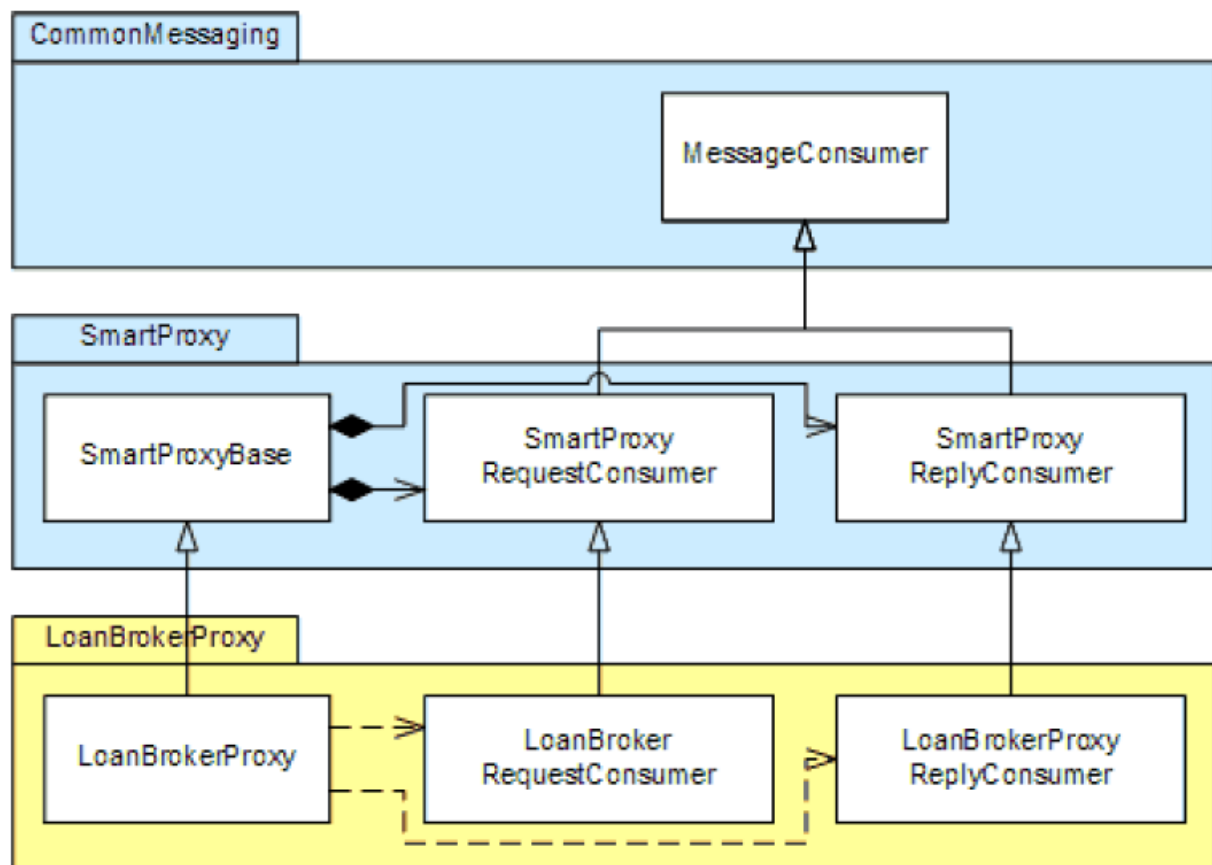 CommonMessaging
MessageConsumer
SmartProxy
SmartProxyBase
SmartProxy
RequestConsumer
SmartProxy
ReplyConsumer
LoanBrokerProxy
LoanBrokerProxy
LoanBroker
RequestConsumer
LoanBrokerProxy
ReplyConsumer